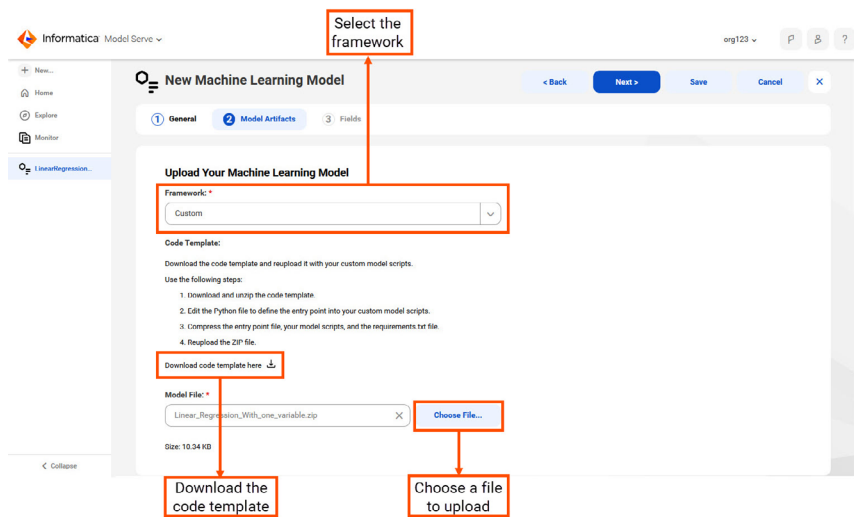 Select the
framework
Informatica Model Serve
org123
?
New...
Home
Explore
Monitor
LinearRegression...
Collapse
New Machine Learning Model
< Back
Next >
Save
Cancel
1 General
2 Model Artifacts
3 Fields
Upload Your Machine Learning Model
Framework: *
Custom
Code Template:
Download the code template and reupload it with your custom model scripts.
Use the following steps:
1. Download and unzip the code template.
2. Edit the Python file to define the entry point into your custom model scripts.
3. Compress the entry point file, your model scripts, and the requirements.txt file.
4. Reupload the ZIP file.
Download code template here
Model File: *
Linear_Regression_With_one_variable.zip
Choose File...
Size: 10.34 KB
Download the
code template
Choose a file
to upload